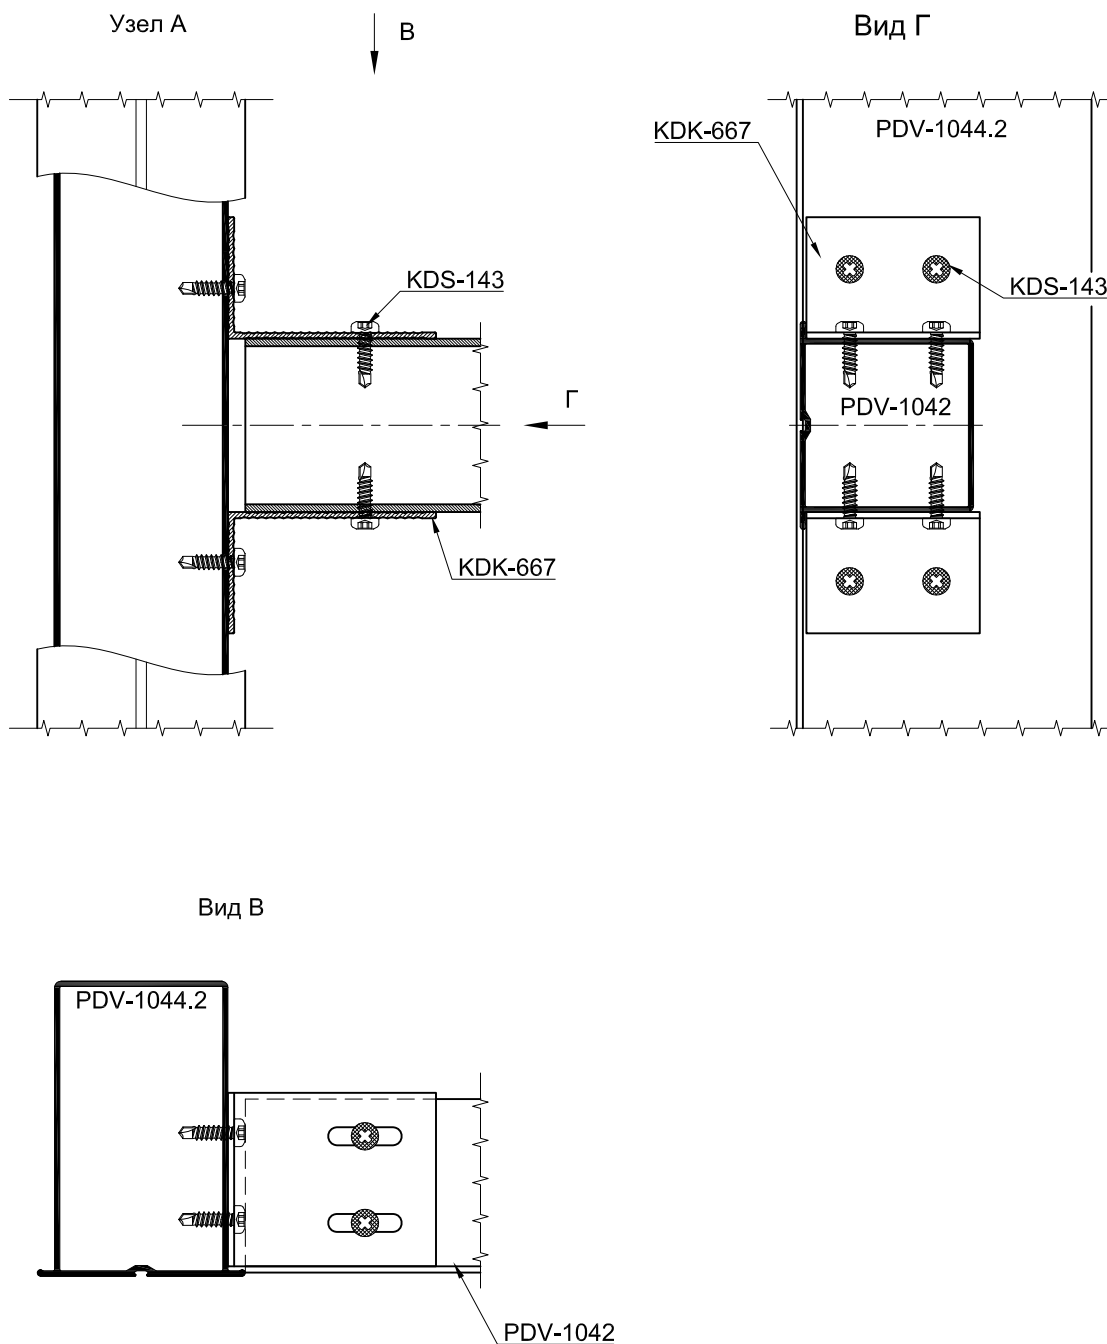 Узел А
В
Вид Г
KDK-667
PDV-1044.2
KDS-143
KDS-143
Г
PDV-1042
KDK-667
Вид В
PDV-1044.2
PDV-1042